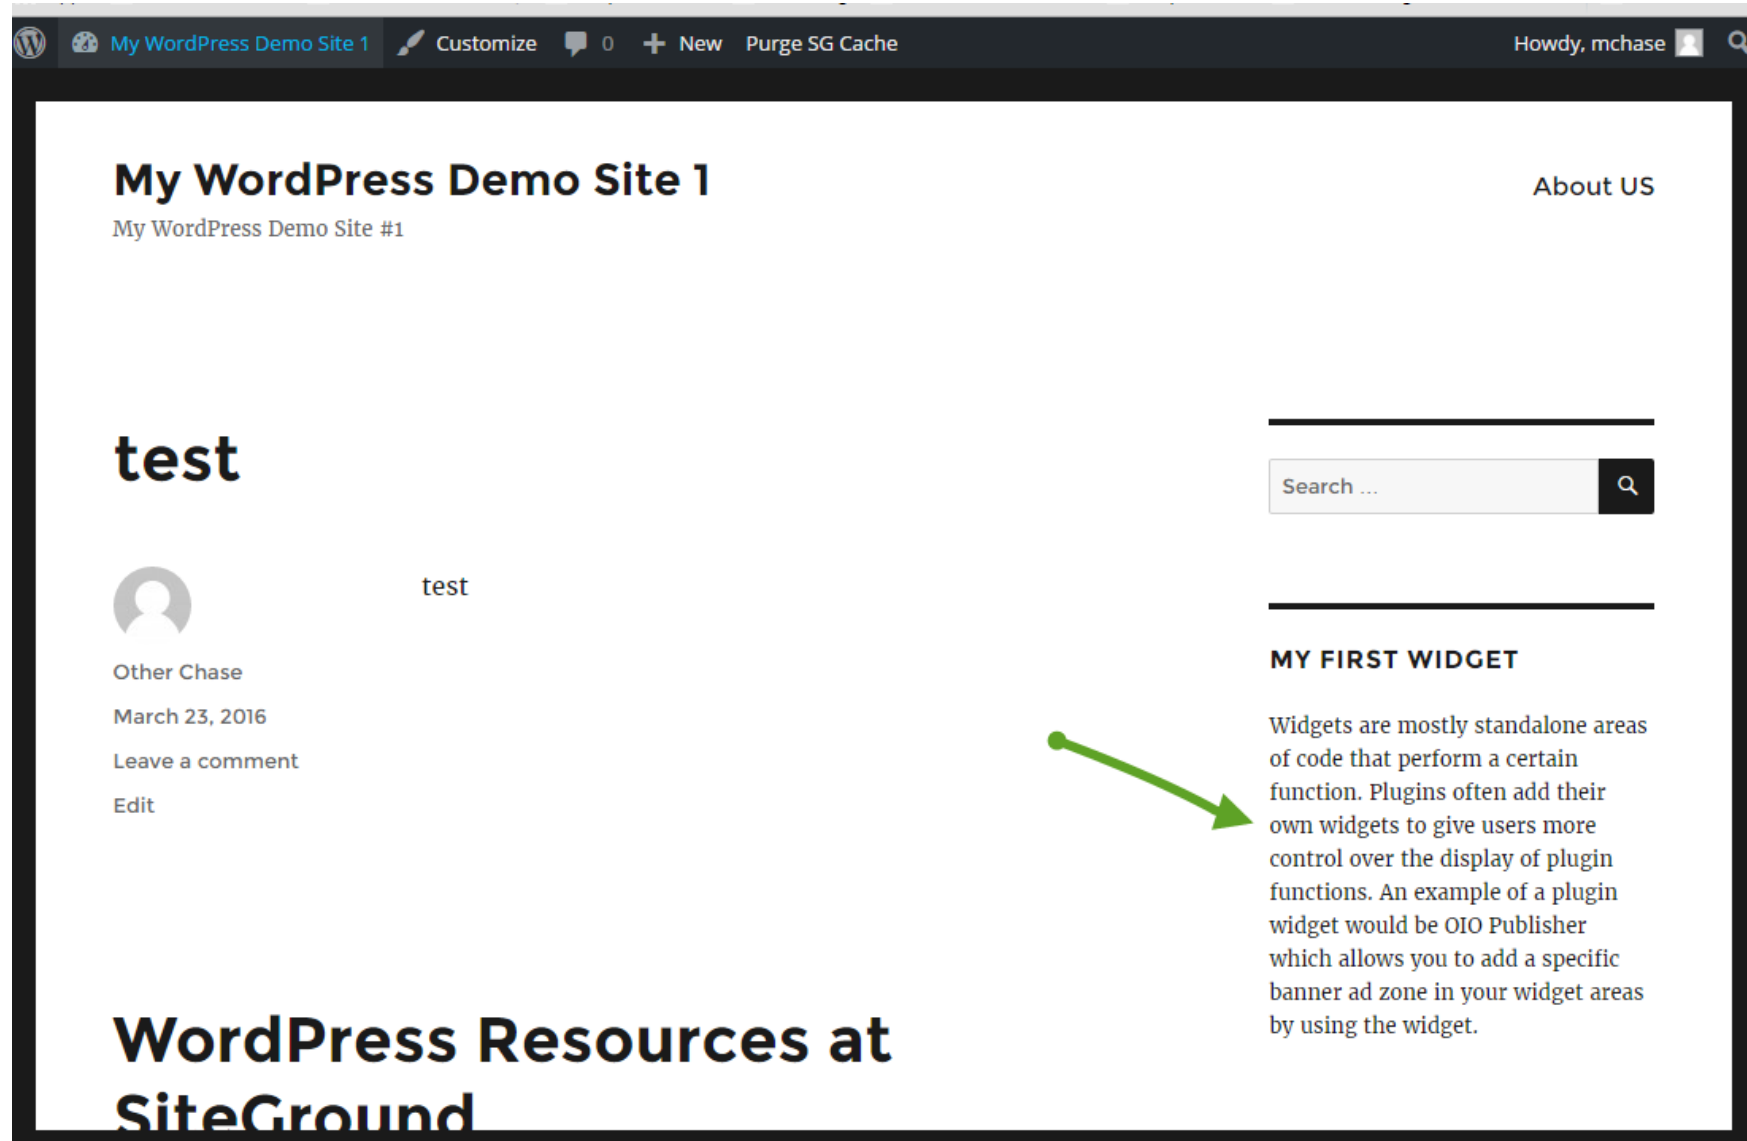 My WordPress Demo Site 1 Customize 0 New Purge SG Cache Howdy, mchase
My WordPress Demo Site 1
My WordPress Demo Site #1
About US
test
test
Other Chase
March 23, 2016
Leave a comment
Edit
WordPress Resources at
SiteGround
Search ...
MY FIRST WIDGET
Widgets are mostly standalone areas
of code that perform a certain
function. Plugins often add their
own widgets to give users more
control over the display of plugin
functions. An example of a plugin
widget would be OIO Publisher
which allows you to add a specific
banner ad zone in your widget areas
by using the widget.